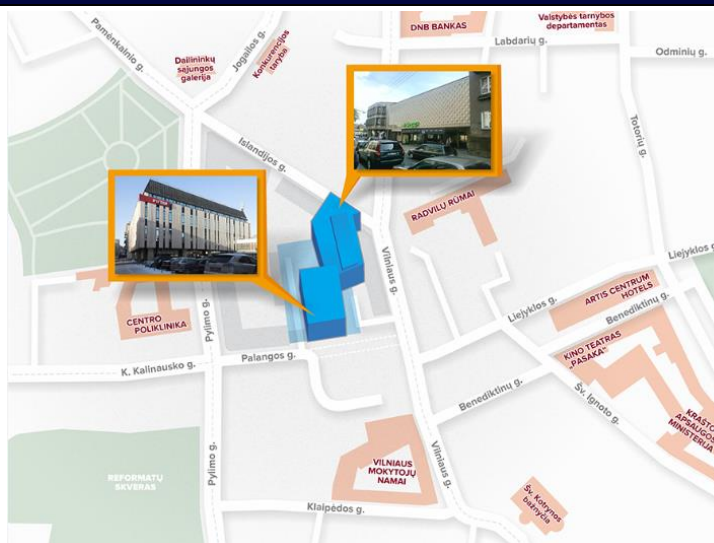 DNB BANKAS
Valstybės tarnybos
departamentas
Labdarių g.
Odminių g.
Pamėnkalnio g.
Jogailos g.
Konkurencijos
taryba
Dailininkų
sąjungos
galerija
Totorių g.
Islandijos g.
RADVILŲ RŪMAI
Vilniaus g.
Liejyklos g.
ARTIS CENTRUM
HOTELS
Benediktinų g.
Liejyklos g.
CENTRO
POLIKLINIKA
Pylimo g.
KINO TEATRAS
„PASAKA“
K. Kalinausko g.
Palangos g.
Benediktinų g.
Šv. Ignoto g.
KRAŠTO
APSAUGOS
MINISTERIJA
VILNIAUS
MOKYTOJŲ
NAMAI
Vilniaus g.
Pylimo g.
REFORMATŲ
SKVERAS
Klaipėdos g.
Šv. Kotrynos
bažnyčia